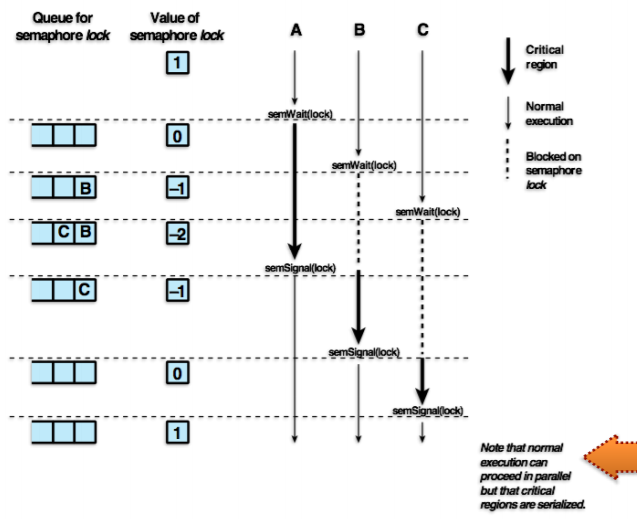 Queue for
semaphore lock
Value of
semaphore lock
A
B
C
1
Critical
region
Normal
execution
Blocked on
semaphore
lock
semWait(lock)
0
semWait(lock)
B
–1
semWait(lock)
C B
–2
semSignal(lock)
C
–1
semSignal(lock)
0
semSignal(lock)
1
Note that normal
execution can
proceed in parallel
but that critical
regions are serialized.